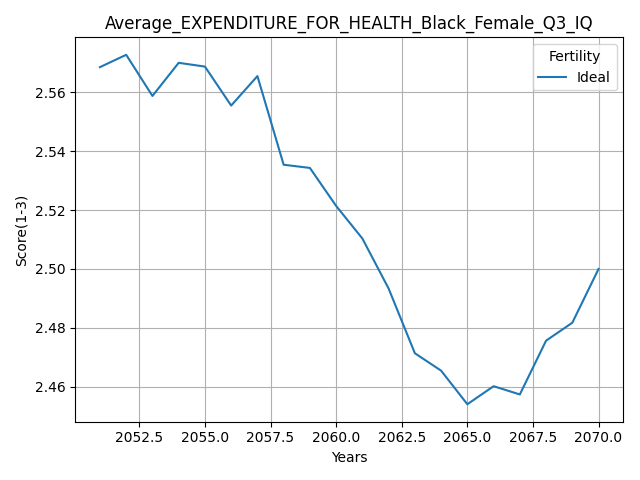 Average_EXPENDITURE_FOR_HEALTH_Black_Female_Q3_IQ
Fertility
Ideal
2.56
2.54
2.52
2.50
2.48
2.46
Score(1-3)
2052.5 2055.0 2057.5 2060.0 2062.5 2065.0 2067.5 2070.0
Years